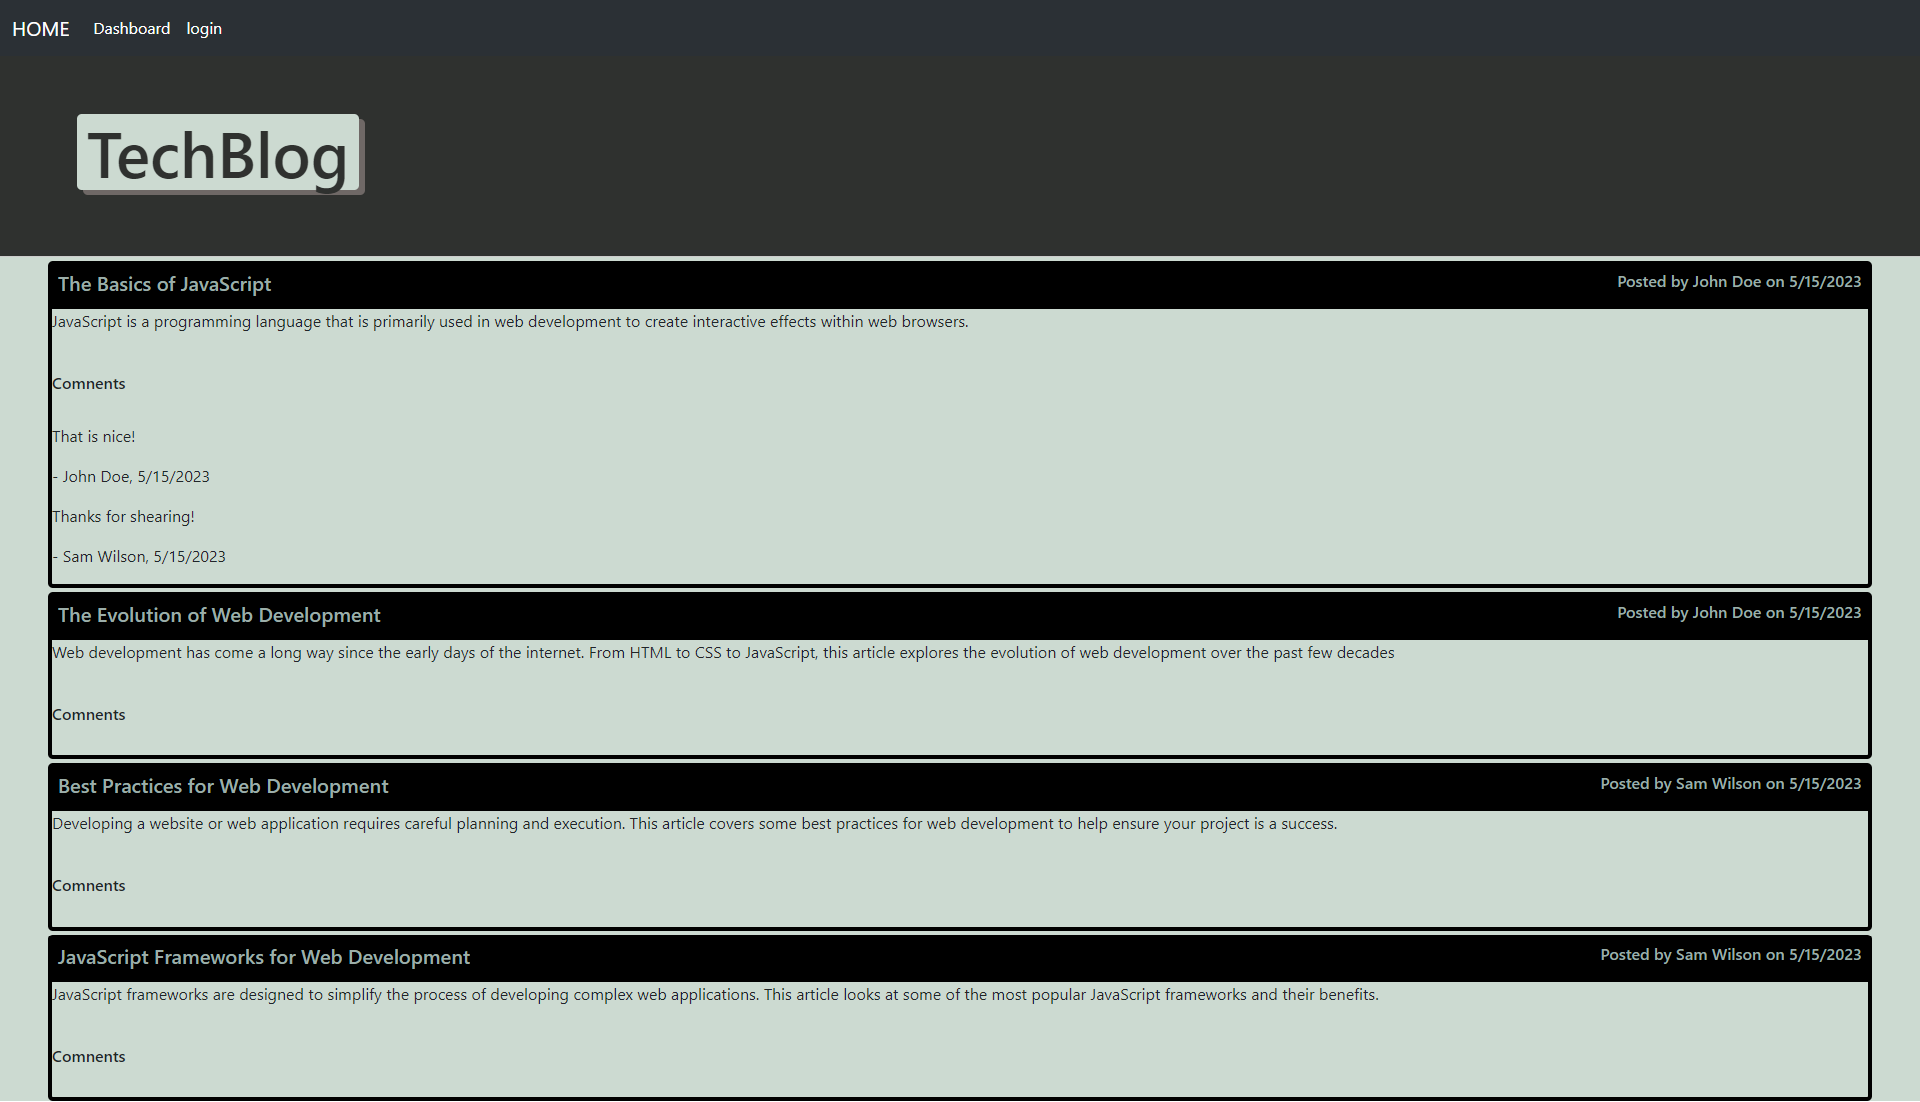 HOME Dashboard login
TechBlog
The Basics of JavaScript Posted by John Doe on 5/15/2023
JavaScript is a programming language that is primarily used in web development to create interactive effects within web browsers.
Comnents
That is nice!
- John Doe, 5/15/2023
Thanks for shearing!
- Sam Wilson, 5/15/2023
The Evolution of Web Development Posted by John Doe on 5/15/2023
Web development has come a long way since the early days of the internet. From HTML to CSS to JavaScript, this article explores the evolution of web development over the past few decades
Comnents
Best Practices for Web Development Posted by Sam Wilson on 5/15/2023
Developing a website or web application requires careful planning and execution. This article covers some best practices for web development to help ensure your project is a success.
Comnents
JavaScript Frameworks for Web Development Posted by Sam Wilson on 5/15/2023
JavaScript frameworks are designed to simplify the process of developing complex web applications. This article looks at some of the most popular JavaScript frameworks and their benefits.
Comnents